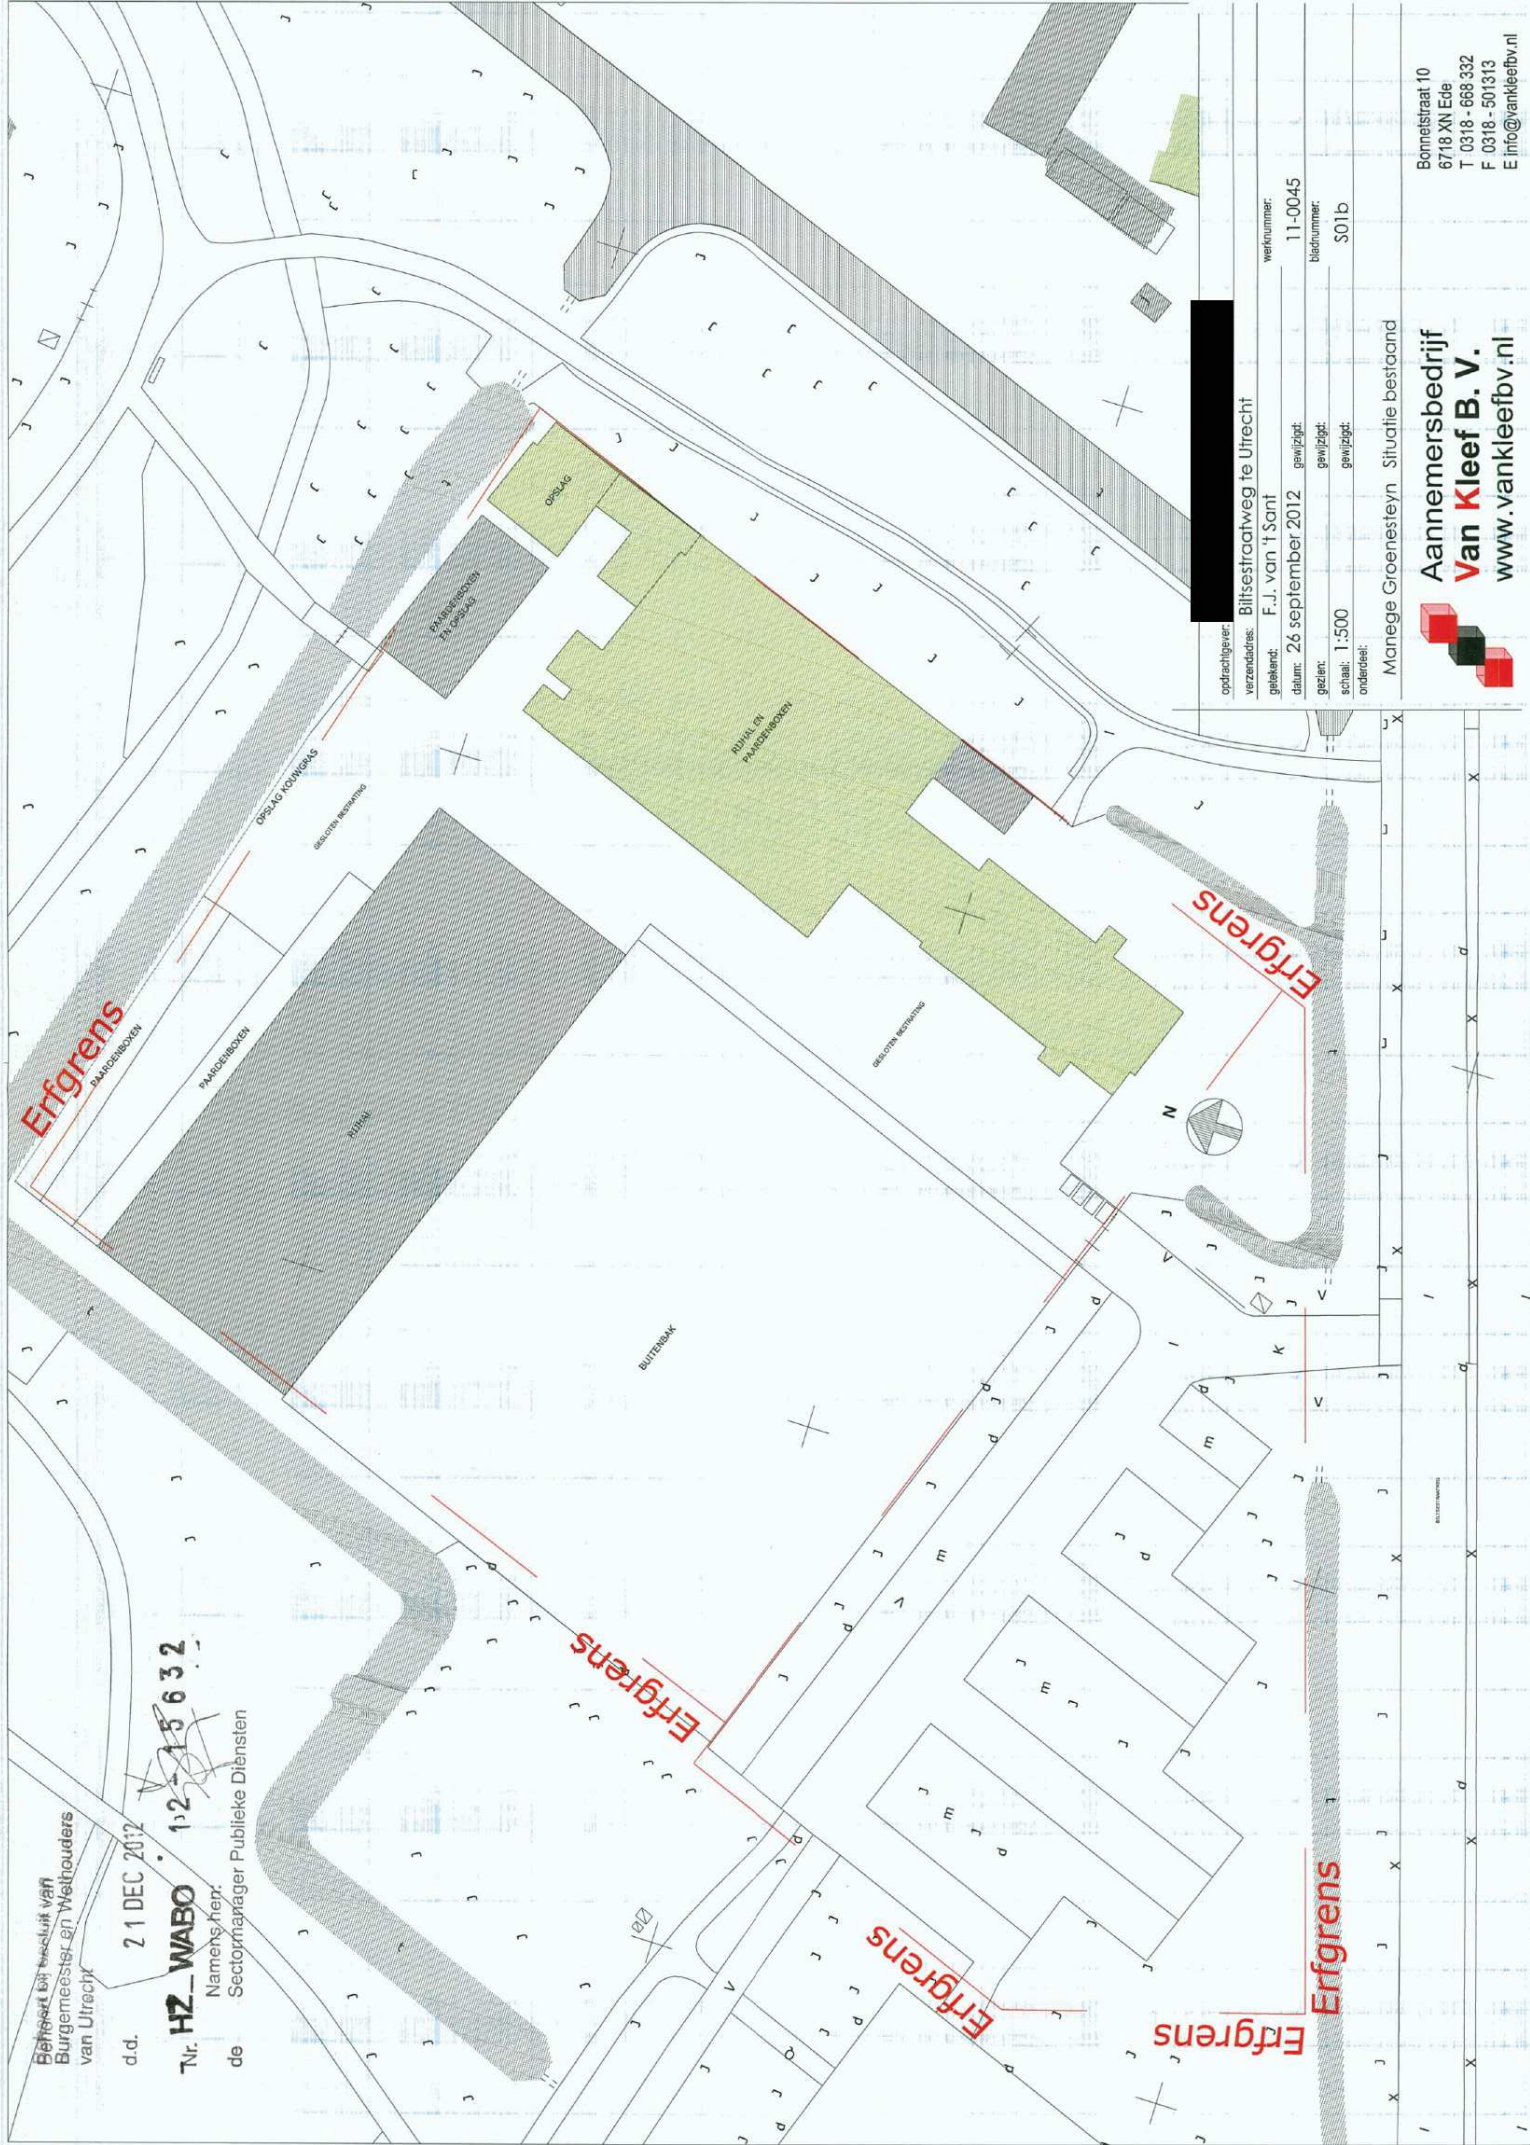 Behoort bij besluit van
Burgemeester en Wethouders
van Utrecht
d.d. 21 DEC 2012
Nr. HZ_WABO 12-15632
Namens hen:
de Sectormanager Publieke Diensten
Erfgrens
PAARDENBOXEN
PAARDENBOXEN
RIJHAL
OPSLAG KOUWGRAS
GESLOTEN BESTRATING
PAARDENBOXEN
EN OPSLAG
OPSLAG
RIJHAL EN
PAARDENBOXEN
BUITENBAK
GESLOTEN BESTRATING
N
Erfgrens
Erfgrens
Erfgrens
Erfgrens
Erfgrens
K
opdrachtgever:
verzendadres: Biltsestraatweg te Utrecht
getekend: F.J. van 't Sant
werknummer:
datum: 26 september 2012 gewijzigd: 11-0045
gezien: gewijzigd: bladnummer:
schaal: 1:500 gewijzigd: S01b
onderdeel:
Manege Groenesteyn Situatie bestaand
Aannemersbedrijf
Van Kleef B. V.
www.vankleefbv.nl
Bonnetstraat 10
6718 XN Ede
T 0318 - 668 332
F 0318 - 501313
E info@vankleefbv.nl